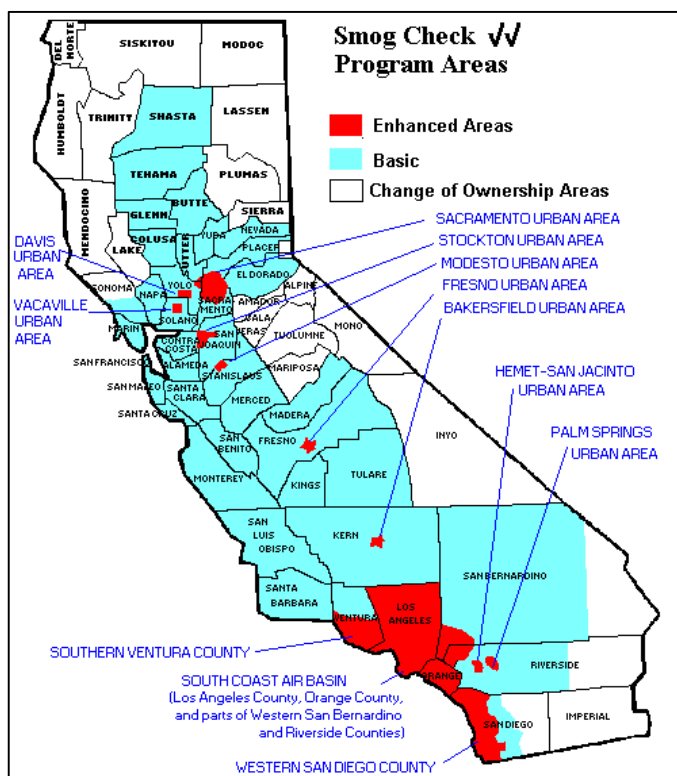 Smog Check √√
Program Areas
Enhanced Areas
Basic
Change of Ownership Areas
DEL
NORTE
SISKITOU
MODOC
HUMBOLDT
TRINITY
SHASTA
LASSEN
TEHAMA
PLUMAS
MENDOCINO
GLENN
BUTTE
SIERRA
LAKE
COLUSA
SUTTER
YUBA
NEVADA
PLACER
SACRAMENTO URBAN AREA
STOCKTON URBAN AREA
MODESTO URBAN AREA
FRESNO URBAN AREA
BAKERSFIELD URBAN AREA
DAVIS
URBAN
AREA
VACAVILLE
URBAN
AREA
SONOMA
NAPA
YOLO
SACRA
MENTO
EL DORADO
ALPINE
AMADOR
SOLANO
MARIN
CALA
VERAS
TUOLUMNE
MONO
CONTRA
COSTA
SAN
JOAQUIN
SAN FRANCISCO
ALAMEDA
STANISLAUS
MARIPOSA
SAN MATEO
SANTA
CLARA
MERCED
SANTA CRUZ
MADERA
HEMET-SAN JACINTO
URBAN AREA
PALM SPRINGS
URBAN AREA
SAN
BENITO
FRESNO
INYO
MONTEREY
KINGS
TULARE
SAN
LUIS
OBISPO
KERN
SAN BERNARDINO
SANTA
BARBARA
VENTURA
LOS
ANGELES
SOUTHERN VENTURA COUNTY
ORANGE
RIVERSIDE
SOUTH COAST AIR BASIN
(Los Angeles County, Orange County,
and parts of Western San Bernardino
and Riverside Counties)
SAN DIEGO
IMPERIAL
WESTERN SAN DIEGO COUNTY